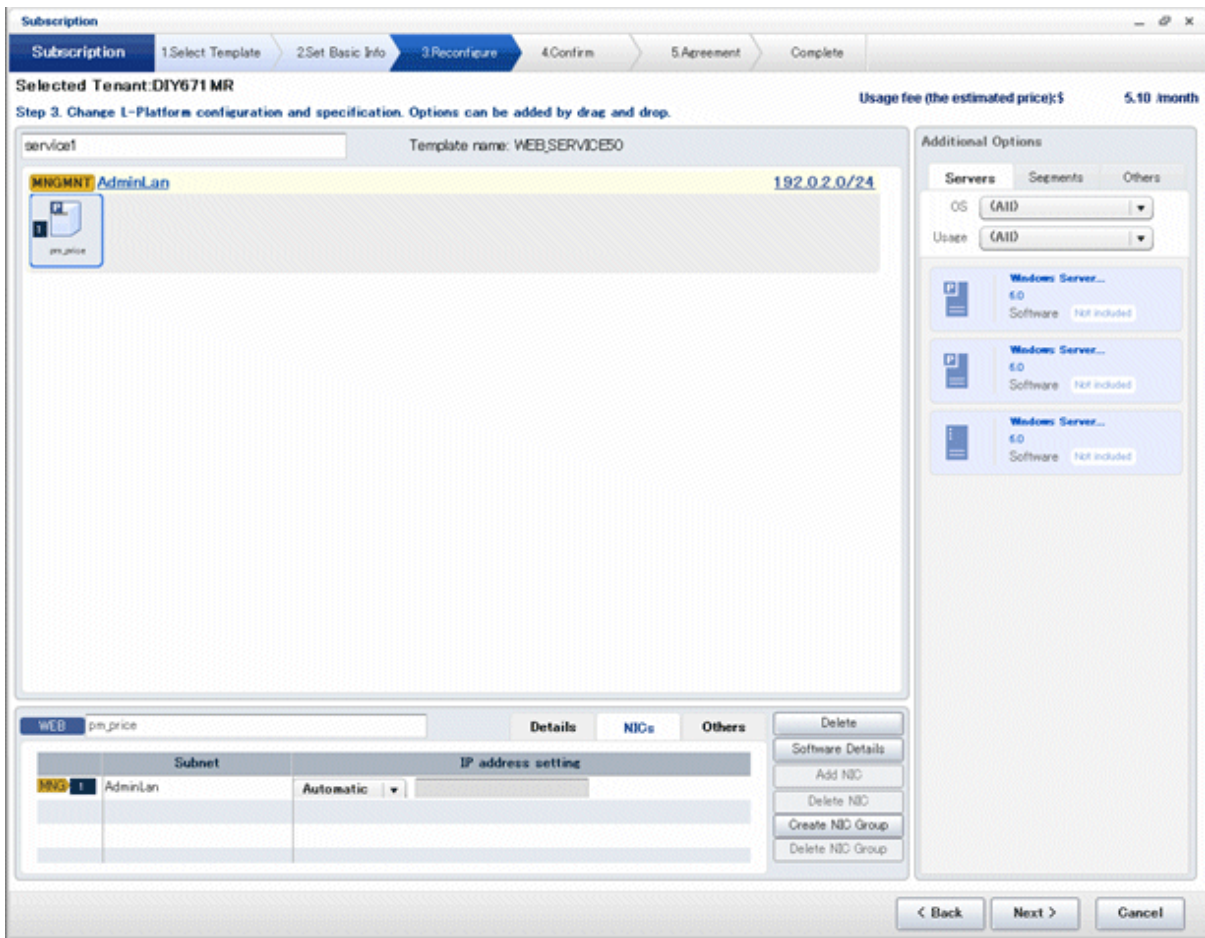 Subscription
Subscription 1.Select Template 2.Set Basic Info 3.Reconfigure 4.Confirm 5.Agreement Complete
Selected Tenant:DIY671 MR
Usage fee (the estimated price):$ 5.10 /month
Step 3. Change L-Platform configuration and specification. Options can be added by drag and drop.
service1 Template name: WEB_SERVICE50
MNGMNT AdminLan 192.0.2.0/24
P
1
pm_price
Additional Options
Servers Segments Others
OS (All)
Usage (All)
P
Windows Server...
6.0
Software Not included
P
Windows Server...
6.0
Software Not included
Windows Server...
6.0
Software Not included
WEB pm_price Details NICs Others
Subnet IP address setting
MNG 1 AdminLan Automatic
Delete
Software Details
Add NIC
Delete NIC
Create NIC Group
Delete NIC Group
< Back Next > Cancel